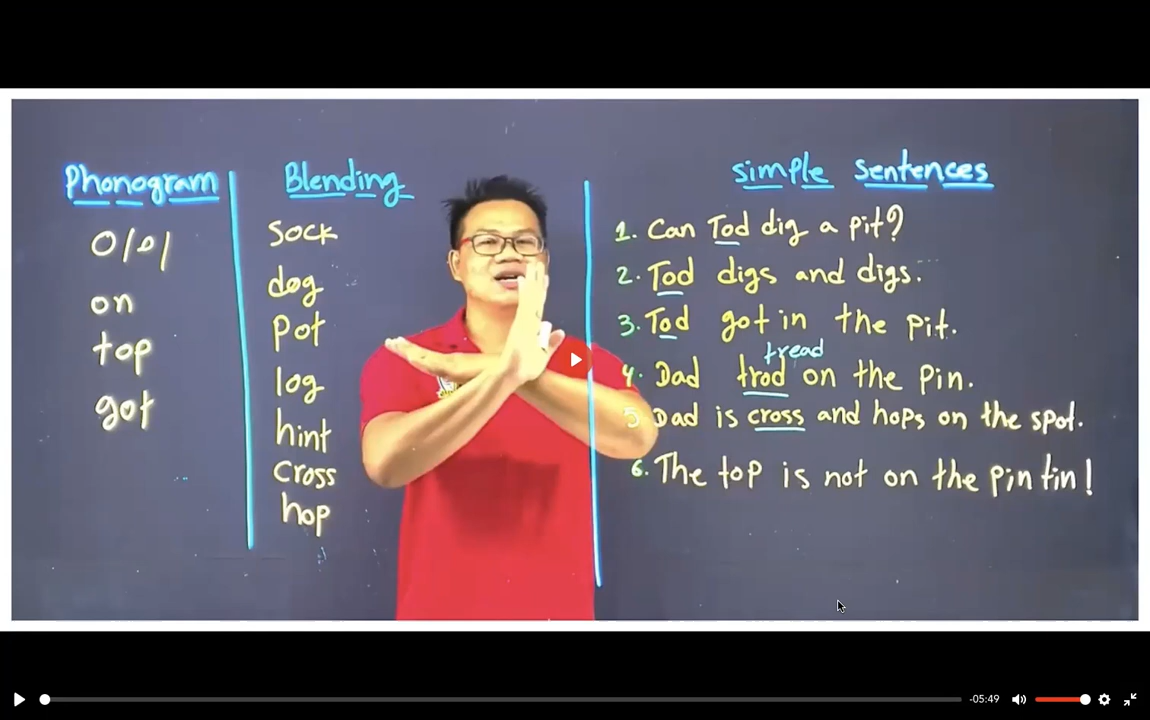 Phonogram
o/ɒ/
on
top
got
Blending
sock
dog
pot
log
hint
cross
hop
simple sentences
1. Can Tod dig a pit?
2. Tod digs and digs.
3. Tod got in the pit.
tread
4. Dad trod on the pin.
5 Dad is cross and hops on the spot.
6. The top is not on the pin tin!
-05:49